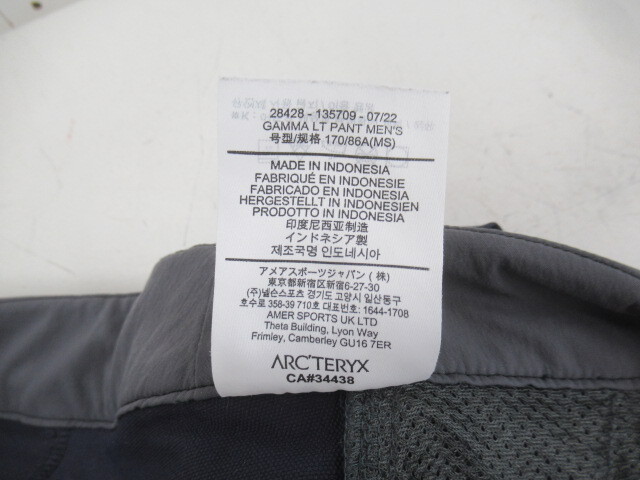 28428 - 135709 - 07/22
GAMMA LT PANT MEN'S
号型/规格 170/86A(MS)
MADE IN INDONESIA
FABRIQUÉ EN INDONESIE
FABRICADO EN INDONESIA
HERGESTELLT IN INDONESIEN
PRODOTTO IN INDONESIA
印度尼西亚制造
インドネシア製
제조국명 인도네시아
アメアスポーツジャパン (株)
東京都新宿区新宿6-27-30
(주)넬슨스포츠 경기도 고양시 일산동구
호수로 358-39 710호 대표번호: 1644-1708
AMER SPORTS UK LTD
Theta Building, Lyon Way
Frimley, Camberley GU16 7ER
ARC'TERYX
CA#34438